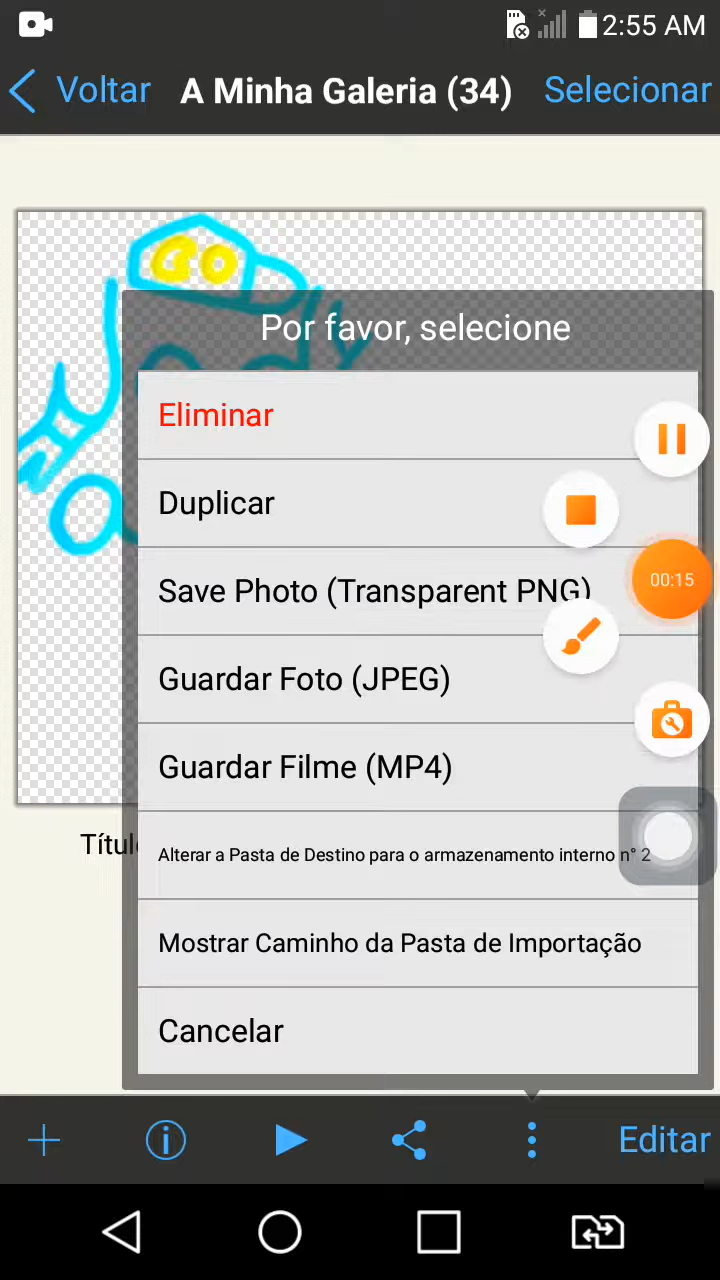 2:55 AM
Voltar A Minha Galeria (34) Selecionar
GO
Por favor, selecione
Eliminar
Duplicar
Save Photo (Transparent PNG)
00:15
Guardar Foto (JPEG)
Guardar Filme (MP4)
Títul
Alterar a Pasta de Destino para o armazenamento interno n° 2
Mostrar Caminho da Pasta de Importação
Cancelar
Editar